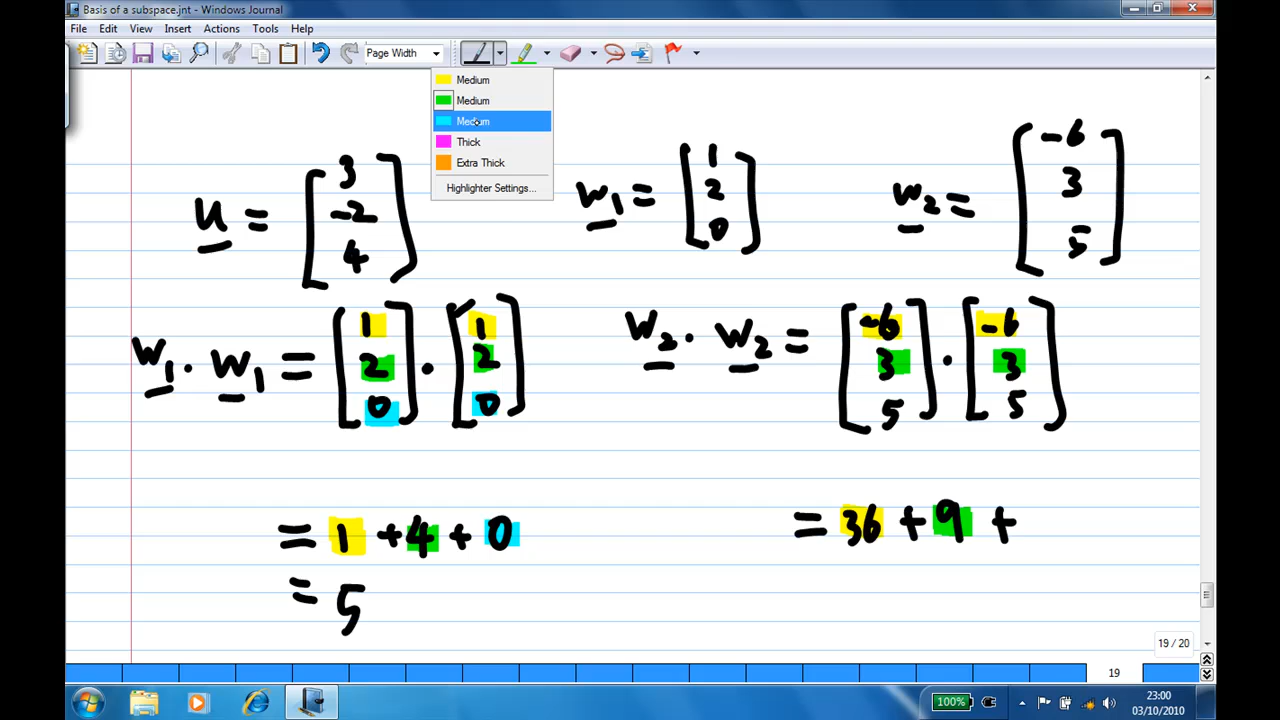 Basis of a subspace.jnt - Windows Journal
File Edit View Insert Actions Tools Help
Page Width
Medium
Medium
Medium
Thick
Extra Thick
Highlighter Settings...
u = [3 -2 4]
w1 = [1 2 0]
w2 = [-6 3 5]
w1 · w1 = [1 2 0] · [1 2 0]
w2 · w2 = [-6 3 5] · [-6 3 5]
= 1 + 4 + 0
= 36 + 9 +
= 5
19 / 20
19
100%
23:00
03/10/2010